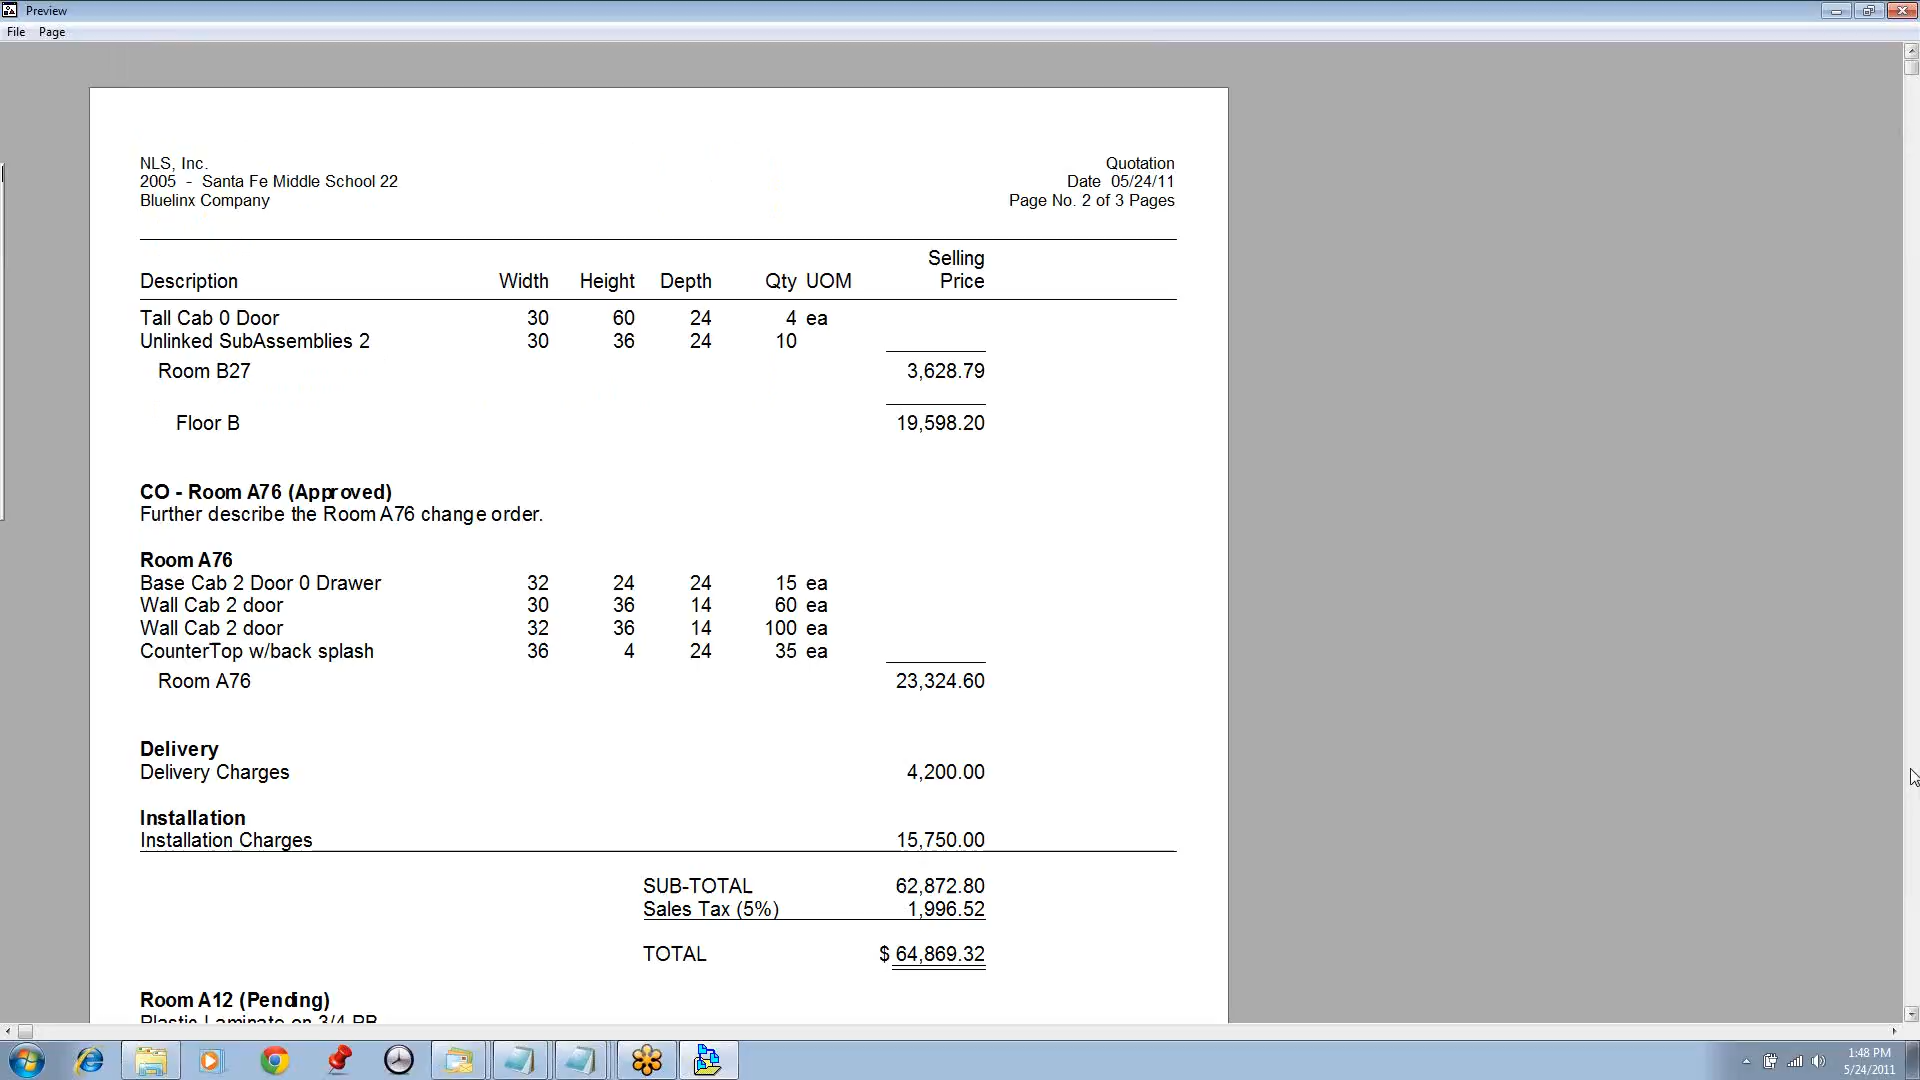 Preview
File Page
NLS, Inc. Quotation
2005 - Santa Fe Middle School 22 Date 05/24/11
Bluelinx Company Page No. 2 of 3 Pages
Selling
Description Width Height Depth Qty UOM Price
Tall Cab 0 Door 30 60 24 4 ea
Unlinked SubAssemblies 2 30 36 24 10
Room B27 3,628.79
Floor B 19,598.20
CO - Room A76 (Approved)
Further describe the Room A76 change order.
Room A76
Base Cab 2 Door 0 Drawer 32 24 24 15 ea
Wall Cab 2 door 30 36 14 60 ea
Wall Cab 2 door 32 36 14 100 ea
CounterTop w/back splash 36 4 24 35 ea
Room A76 23,324.60
Delivery
Delivery Charges 4,200.00
Installation
Installation Charges 15,750.00
SUB-TOTAL 62,872.80
Sales Tax (5%) 1,996.52
TOTAL $ 64,869.32
Room A12 (Pending)
Plastic Laminate on 3/4 PB
1:48 PM
5/24/2011